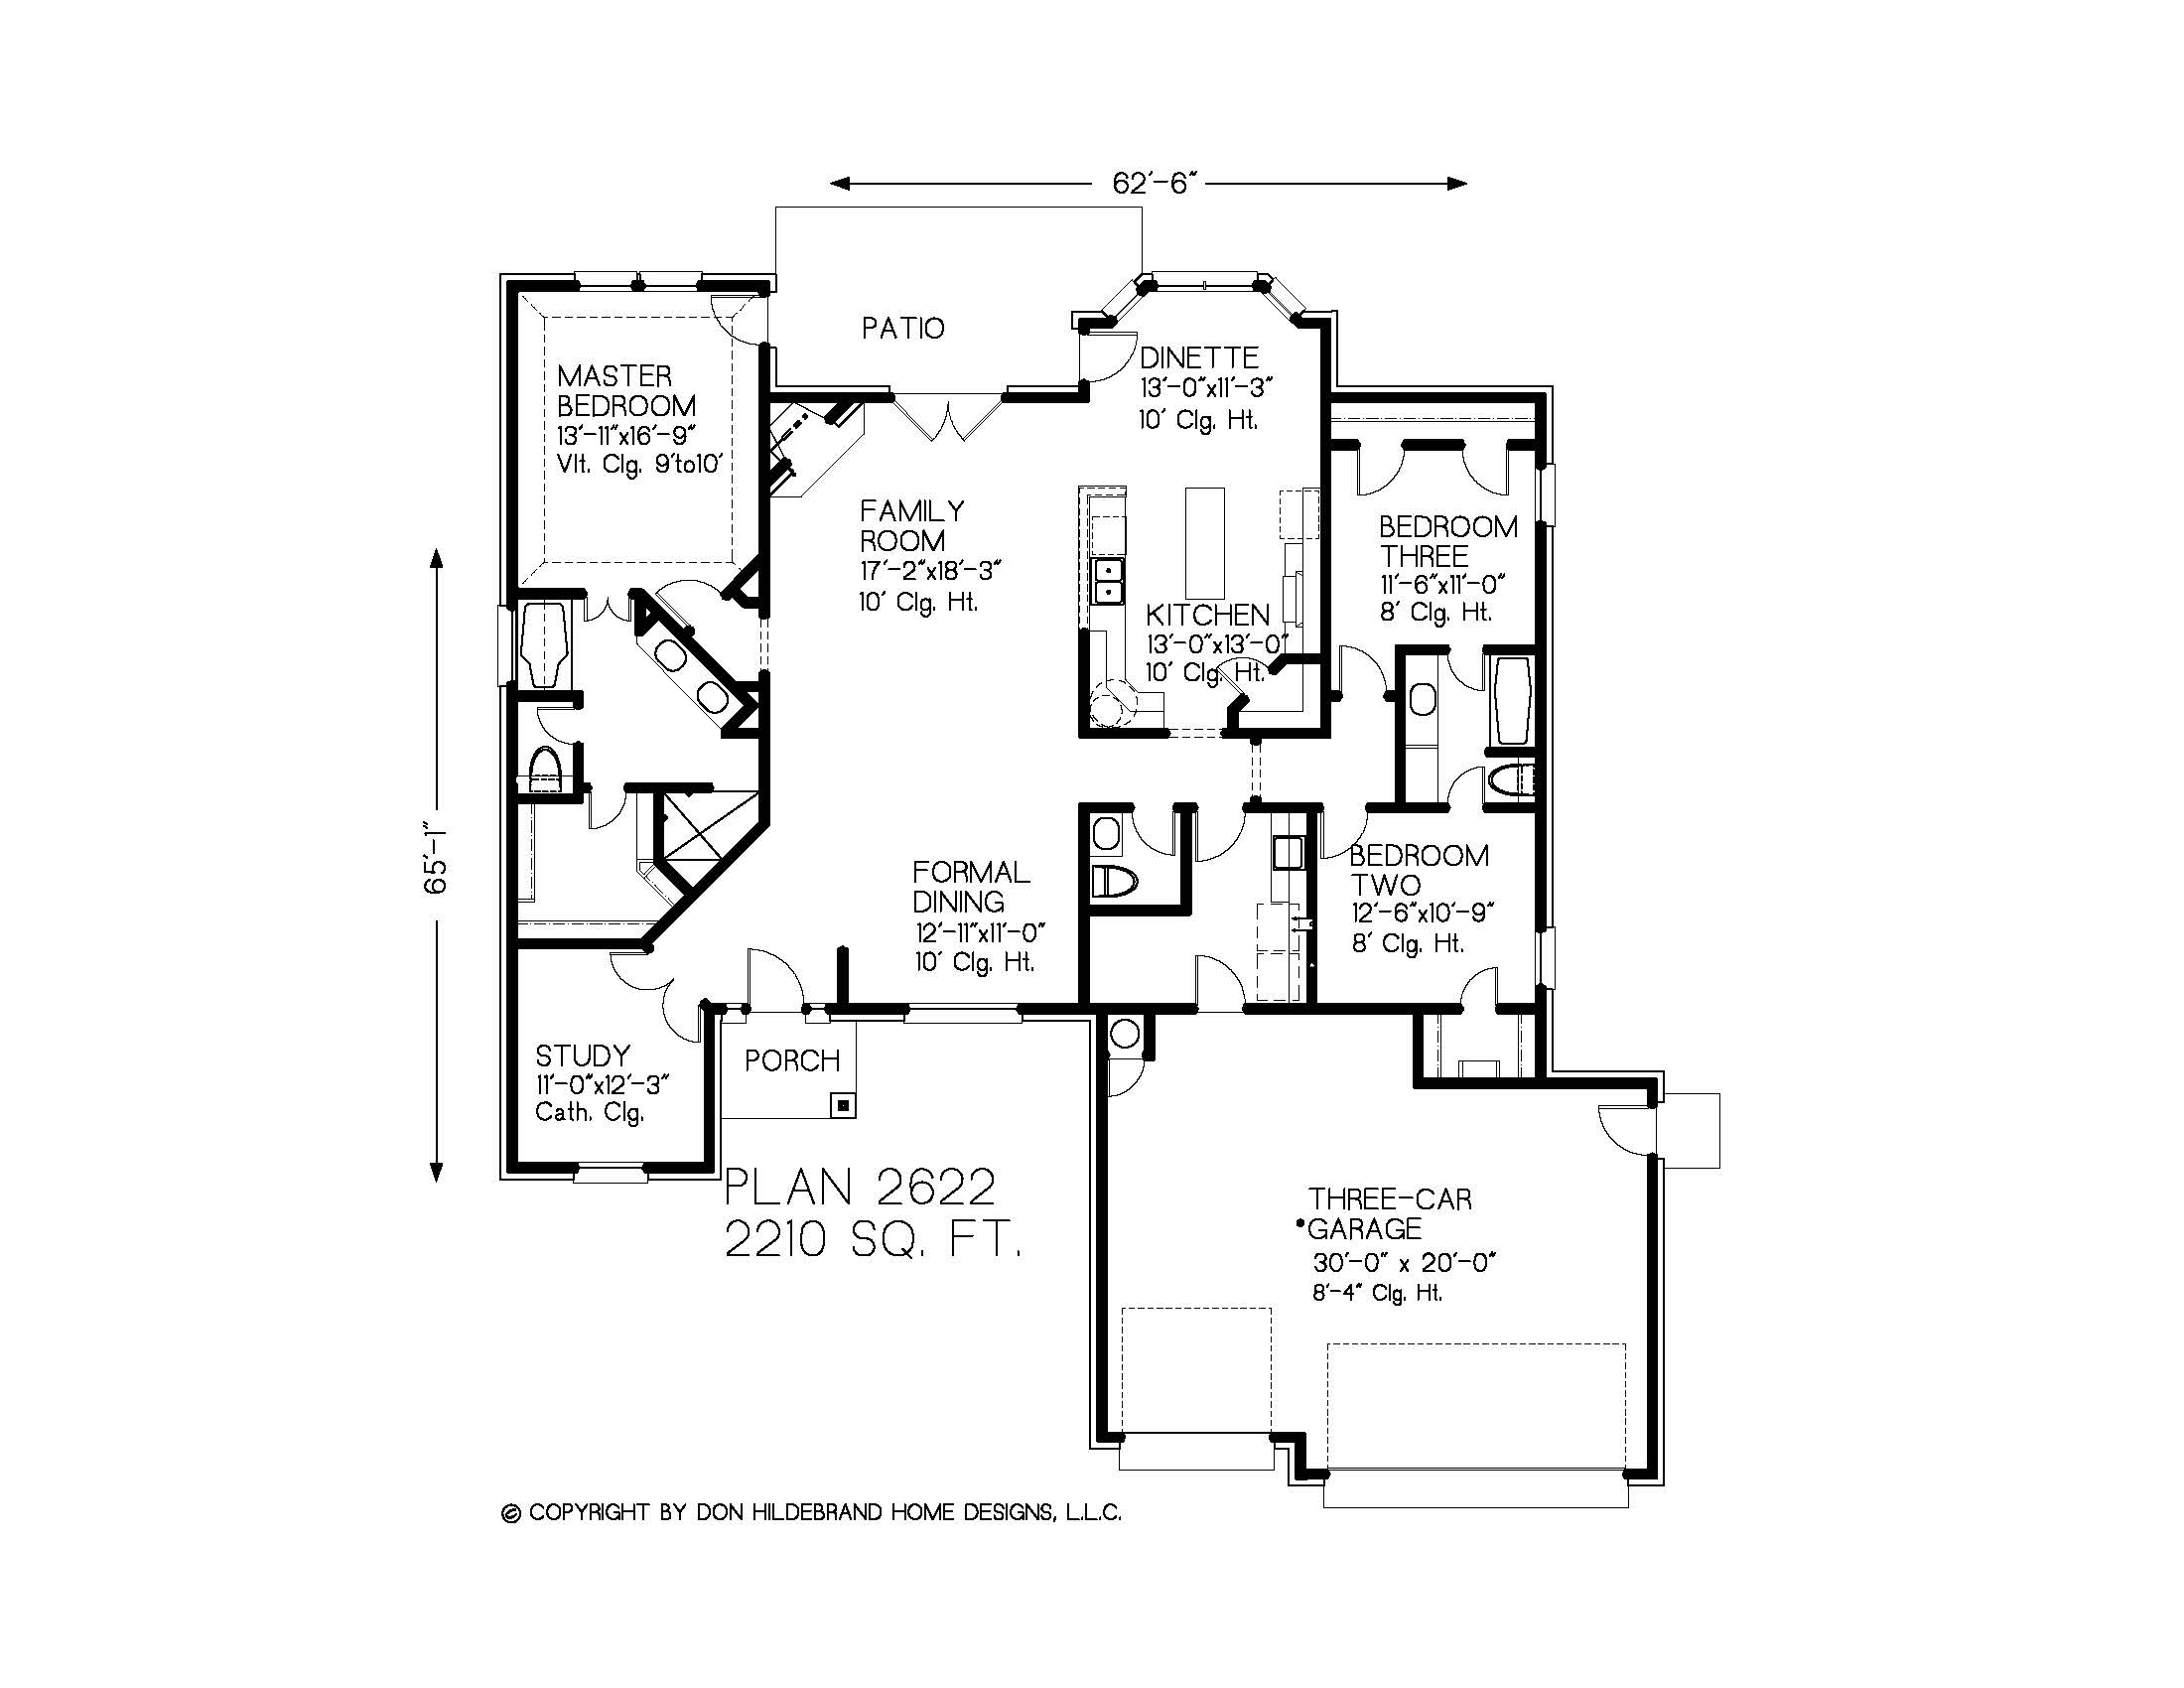 62'-6"
PATIO
MASTER
BEDROOM
13'-11"x16'-9"
Vlt. Clg. 9'to10'
DINETTE
13'-0"x11'-3"
10' Clg. Ht.
FAMILY
ROOM
17'-2"x18'-3"
10' Clg. Ht.
BEDROOM
THREE
11'-6"x11'-0"
8' Clg. Ht.
KITCHEN
13'-0"x13'-0"
10' Clg. Ht.
65'-1"
FORMAL
DINING
12'-11"x11'-0"
10' Clg. Ht.
BEDROOM
TWO
12'-6"x10'-9"
8' Clg. Ht.
STUDY
11'-0"x12'-3"
Cath. Clg.
PORCH
PLAN 2622
2210 SQ. FT.
THREE-CAR
GARAGE
30'-0" x 20'-0"
8'-4" Clg. Ht.
© COPYRIGHT BY DON HILDEBRAND HOME DESIGNS, L.L.C.